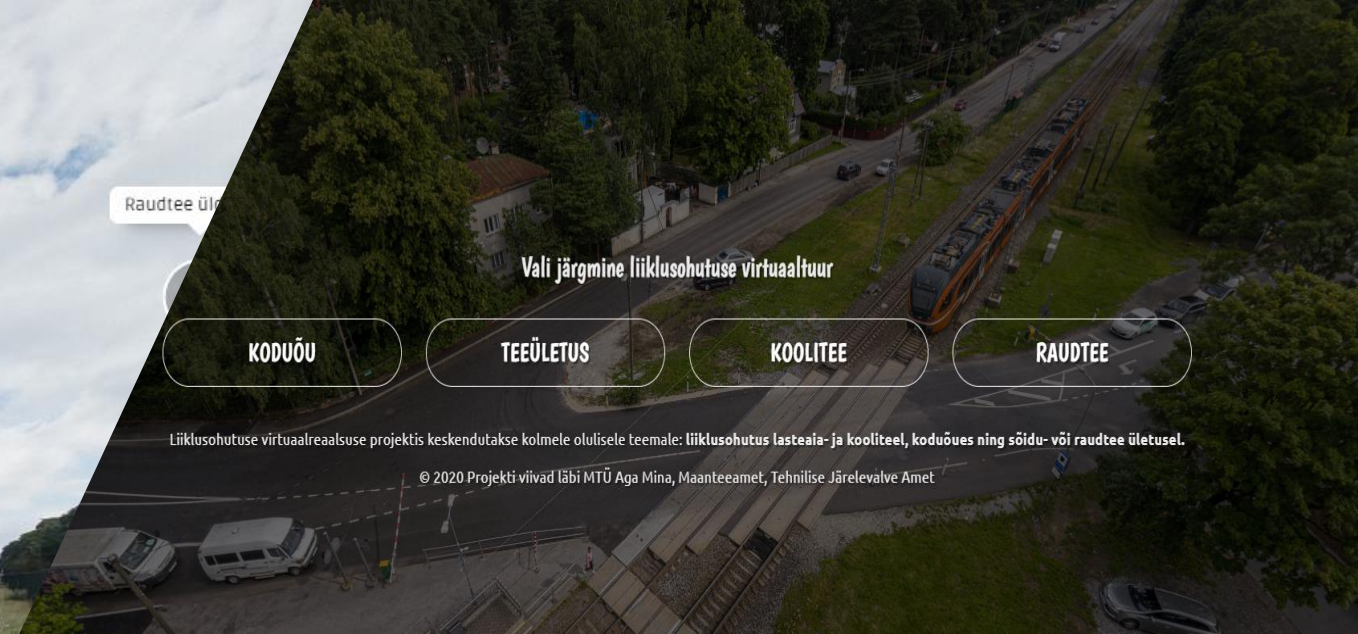 Raudtee
Vali järgmine liiklusohutuse virtuaaltuur
KODUÕU
TEEÜLETUS
KOOLITEE
RAUDTEE
Liiklusohutuse virtuaalreaalsuse projektis keskendutakse kolmele olulisele teemale: liiklusohutus lasteaia- ja kooliteel, koduõues ning sõidu- või raudtee ületusel.
© 2020 Projekti viivad läbi MTÜ Aga Mina, Maanteeamet, Tehnilise Järelevalve Amet